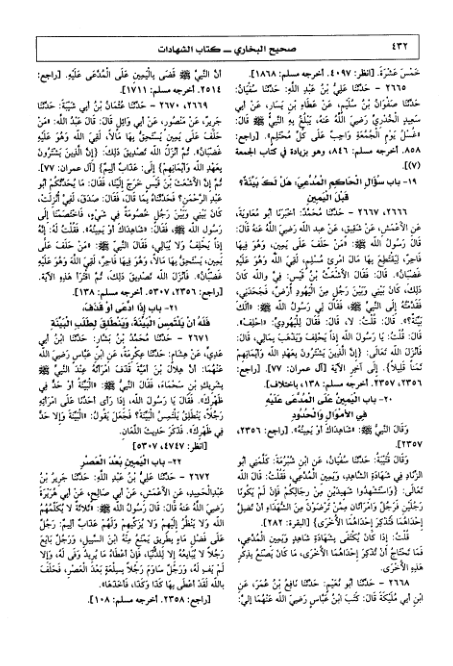 ٤٣٢
صحيح البخاري ــ كتاب الشهادات
خَمْسَ عَشْرَةَ. [انظر: ٤٠٩٧. أخرجه مسلم: ١٨٦٨].
٢٦٦٥ - حَدَّثَنَا عَلِيُّ بْنُ عَبْدِ اللهِ: حَدَّثَنَا سُفْيَانُ:
حَدَّثَنَا صَفْوَانُ بْنُ سُلَيْمٍ، عَنْ عَطَاءِ بْنِ يَسَارٍ، عَنْ أَبِي
سَعِيدٍ الْخُدْرِيِّ رَضِيَ اللهُ عَنْهُ، يَبْلُغُ بِهِ النَّبِيَّ ﷺ قَالَ:
«غُسْلُ يَوْمِ الْجُمُعَةِ وَاجِبٌ عَلَى كُلِّ مُحْتَلِمٍ». [راجع:
٨٥٨. أخرجه مسلم: ٨٤٦، وهو بزيادة في كتاب الجمعة
(٧)].
١٩- باب سُؤَالِ الْحَاكِمِ الْمُدَّعِيَ: هَلْ لَكَ بَيِّنَةٌ؟
قَبْلَ الْيَمِينِ
٢٦٦٦، ٢٦٦٧ - حَدَّثَنَا مُحَمَّدٌ: أَخْبَرَنَا أَبُو مُعَاوِيَةَ،
عَنِ الْأَعْمَشِ، عَنْ شَقِيقٍ، عَنْ عَبْدِ اللهِ رَضِيَ اللهُ عَنْهُ قَالَ:
قَالَ رَسُولُ اللهِ ﷺ: «مَنْ حَلَفَ عَلَى يَمِينٍ، وَهُوَ فِيهَا
فَاجِرٌ، لِيَقْتَطِعَ بِهَا مَالَ امْرِئٍ مُسْلِمٍ، لَقِيَ اللهَ وَهُوَ عَلَيْهِ
غَضْبَانُ». قَالَ: فَقَالَ الْأَشْعَثُ بْنُ قَيْسٍ: فِيَّ وَاللهِ كَانَ
ذَلِكَ، كَانَ بَيْنِي وَبَيْنَ رَجُلٍ مِنَ الْيَهُودِ أَرْضٌ، فَجَحَدَنِي،
فَقَدَّمْتُهُ إِلَى النَّبِيِّ ﷺ، فَقَالَ لِي رَسُولُ اللهِ ﷺ: «أَلَكَ
بَيِّنَةٌ؟». قَالَ: قُلْتُ: لَا، قَالَ: فَقَالَ لِلْيَهُودِيِّ: «احْلِفْ».
قَالَ: قُلْتُ: يَا رَسُولَ اللهِ إِذًا يَحْلِفَ وَيَذْهَبَ بِمَالِي، قَالَ:
فَأَنْزَلَ اللهُ تَعَالَى: {إِنَّ الَّذِينَ يَشْتَرُونَ بِعَهْدِ اللهِ وَأَيْمَانِهِمْ
ثَمَنًا قَلِيلًا}. إِلَى آخِرِ الْآيَةِ [آل عمران: ٧٧]. [راجع:
٢٣٥٦، ٢٣٥٧. أخرجه مسلم: ١٣٨، باختلاف].
٢٠- باب الْيَمِينُ عَلَى الْمُدَّعَى عَلَيْهِ
فِي الْأَمْوَالِ وَالْحُدُودِ
وَقَالَ النَّبِيُّ ﷺ: «شَاهِدَاكَ أَوْ يَمِينُهُ». [راجع: ٢٣٥٦،
٢٣٥٧].
وَقَالَ قُتَيْبَةُ: حَدَّثَنَا سُفْيَانُ، عَنِ ابْنِ شُبْرُمَةَ: كَلَّمَنِي أَبُو
الزِّنَادِ فِي شَهَادَةِ الشَّاهِدِ، وَيَمِينِ الْمُدَّعِي، فَقُلْتُ: قَالَ اللهُ
تَعَالَى: {وَاسْتَشْهِدُوا شَهِيدَيْنِ مِنْ رِجَالِكُمْ فَإِنْ لَمْ يَكُونَا
رَجُلَيْنِ فَرَجُلٌ وَامْرَأَتَانِ مِمَّنْ تَرْضَوْنَ مِنَ الشُّهَدَاءِ أَنْ تَضِلَّ
إِحْدَاهُمَا فَتُذَكِّرَ إِحْدَاهُمَا الْأُخْرَى} [البقرة: ٢٨٢].
قُلْتُ: إِذَا كَانَ يُكْتَفَى بِشَهَادَةِ شَاهِدٍ وَيَمِينِ الْمُدَّعِي،
فَمَا تَحْتَاجُ أَنْ تُذْكِرَ إِحْدَاهُمَا الْأُخْرَى، مَا كَانَ يَصْنَعُ بِذِكْرِ
هَذِهِ الْأُخْرَى.
٢٦٦٨ - حَدَّثَنَا أَبُو نُعَيْمٍ: حَدَّثَنَا نَافِعُ بْنُ عُمَرَ، عَنِ
ابْنِ أَبِي مُلَيْكَةَ قَالَ: كَتَبَ ابْنُ عَبَّاسٍ رَضِيَ اللهُ عَنْهُمَا إِلَيَّ:
أَنَّ النَّبِيَّ ﷺ قَضَى بِالْيَمِينِ عَلَى الْمُدَّعَى عَلَيْهِ. [راجع:
٢٥١٤. أخرجه مسلم: ١٧١١].
٢٦٦٩، ٢٦٧٠ - حَدَّثَنَا عُثْمَانُ بْنُ أَبِي شَيْبَةَ: حَدَّثَنَا
جَرِيرٌ، عَنْ مَنْصُورٍ، عَنْ أَبِي وَائِلٍ قَالَ: قَالَ عَبْدُ اللهِ: «مَنْ
حَلَفَ عَلَى يَمِينٍ يَسْتَحِقُّ بِهَا مَالًا، لَقِيَ اللهَ وَهُوَ عَلَيْهِ
غَضْبَانُ». ثُمَّ أَنْزَلَ اللهُ تَصْدِيقَ ذَلِكَ: {إِنَّ الَّذِينَ يَشْتَرُونَ
بِعَهْدِ اللهِ وَأَيْمَانِهِمْ} إِلَى: {عَذَابٌ أَلِيمٌ} [آل عمران: ٧٧].
ثُمَّ إِنَّ الْأَشْعَثَ بْنَ قَيْسٍ خَرَجَ إِلَيْنَا، فَقَالَ: مَا يُحَدِّثُكُمْ أَبُو
عَبْدِ الرَّحْمَنِ؟ فَحَدَّثْنَاهُ بِمَا قَالَ، فَقَالَ: صَدَقَ، لَفِيَّ أُنْزِلَتْ،
كَانَ بَيْنِي وَبَيْنَ رَجُلٍ خُصُومَةٌ فِي شَيْءٍ، فَاخْتَصَمْنَا إِلَى
رَسُولِ اللهِ ﷺ، فَقَالَ: «شَاهِدَاكَ أَوْ يَمِينُهُ». فَقُلْتُ لَهُ: إِنَّهُ
إِذًا يَحْلِفُ وَلَا يُبَالِي، فَقَالَ النَّبِيُّ ﷺ: «مَنْ حَلَفَ عَلَى
يَمِينٍ، يَسْتَحِقُّ بِهَا مَالًا، وَهُوَ فِيهَا فَاجِرٌ، لَقِيَ اللهَ وَهُوَ عَلَيْهِ
غَضْبَانُ». فَأَنْزَلَ اللهُ تَصْدِيقَ ذَلِكَ، ثُمَّ اقْتَرَأَ هَذِهِ الْآيَةَ.
[راجع: ٢٣٥٦، ٢٣٥٧. أخرجه مسلم: ١٣٨].
٢١- باب إِذَا ادَّعَى أَوْ قَذَفَ،
فَلَهُ أَنْ يَلْتَمِسَ الْبَيِّنَةَ، وَيَنْطَلِقَ لِطَلَبِ الْبَيِّنَةِ
٢٦٧١ - حَدَّثَنَا مُحَمَّدُ بْنُ بَشَّارٍ: حَدَّثَنَا ابْنُ أَبِي
عَدِيٍّ، عَنْ هِشَامٍ: حَدَّثَنَا عِكْرِمَةُ، عَنِ ابْنِ عَبَّاسٍ رَضِيَ اللهُ
عَنْهُمَا: أَنَّ هِلَالَ بْنَ أُمَيَّةَ قَذَفَ امْرَأَتَهُ عِنْدَ النَّبِيِّ ﷺ
بِشَرِيكِ بْنِ سَحْمَاءَ، فَقَالَ النَّبِيُّ ﷺ: «الْبَيِّنَةُ أَوْ حَدٌّ فِي
ظَهْرِكَ». فَقَالَ: يَا رَسُولَ اللهِ، إِذَا رَأَى أَحَدُنَا عَلَى امْرَأَتِهِ
رَجُلًا، يَنْطَلِقُ يَلْتَمِسُ الْبَيِّنَةَ؟ فَجَعَلَ يَقُولُ: «الْبَيِّنَةَ وَإِلَّا حَدٌّ
فِي ظَهْرِكَ». فَذَكَرَ حَدِيثَ اللِّعَانِ.
[انظر: ٤٧٤٧، ٥٣٠٧].
٢٢- باب الْيَمِينِ بَعْدَ الْعَصْرِ
٢٦٧٢ - حَدَّثَنَا عَلِيُّ بْنُ عَبْدِ اللهِ: حَدَّثَنَا جَرِيرُ بْنُ
عَبْدِ الْحَمِيدِ، عَنِ الْأَعْمَشِ، عَنْ أَبِي صَالِحٍ، عَنْ أَبِي هُرَيْرَةَ
رَضِيَ اللهُ عَنْهُ قَالَ: قَالَ رَسُولُ اللهِ ﷺ: «ثَلَاثَةٌ لَا يُكَلِّمُهُمُ
اللهُ وَلَا يَنْظُرُ إِلَيْهِمْ وَلَا يُزَكِّيهِمْ وَلَهُمْ عَذَابٌ أَلِيمٌ: رَجُلٌ
عَلَى فَضْلِ مَاءٍ بِطَرِيقٍ يَمْنَعُ مِنْهُ ابْنَ السَّبِيلِ، وَرَجُلٌ بَايَعَ
رَجُلًا لَا يُبَايِعُهُ إِلَّا لِلدُّنْيَا، فَإِنْ أَعْطَاهُ مَا يُرِيدُ وَفَى لَهُ، وَإِلَّا
لَمْ يَفِ لَهُ، وَرَجُلٌ سَاوَمَ رَجُلًا بِسِلْعَةٍ بَعْدَ الْعَصْرِ، فَحَلَفَ
بِاللهِ لَقَدْ أَعْطَى بِهَا كَذَا وَكَذَا، فَأَخَذَهَا».
[راجع: ٢٣٥٨. أخرجه مسلم: ١٠٨].